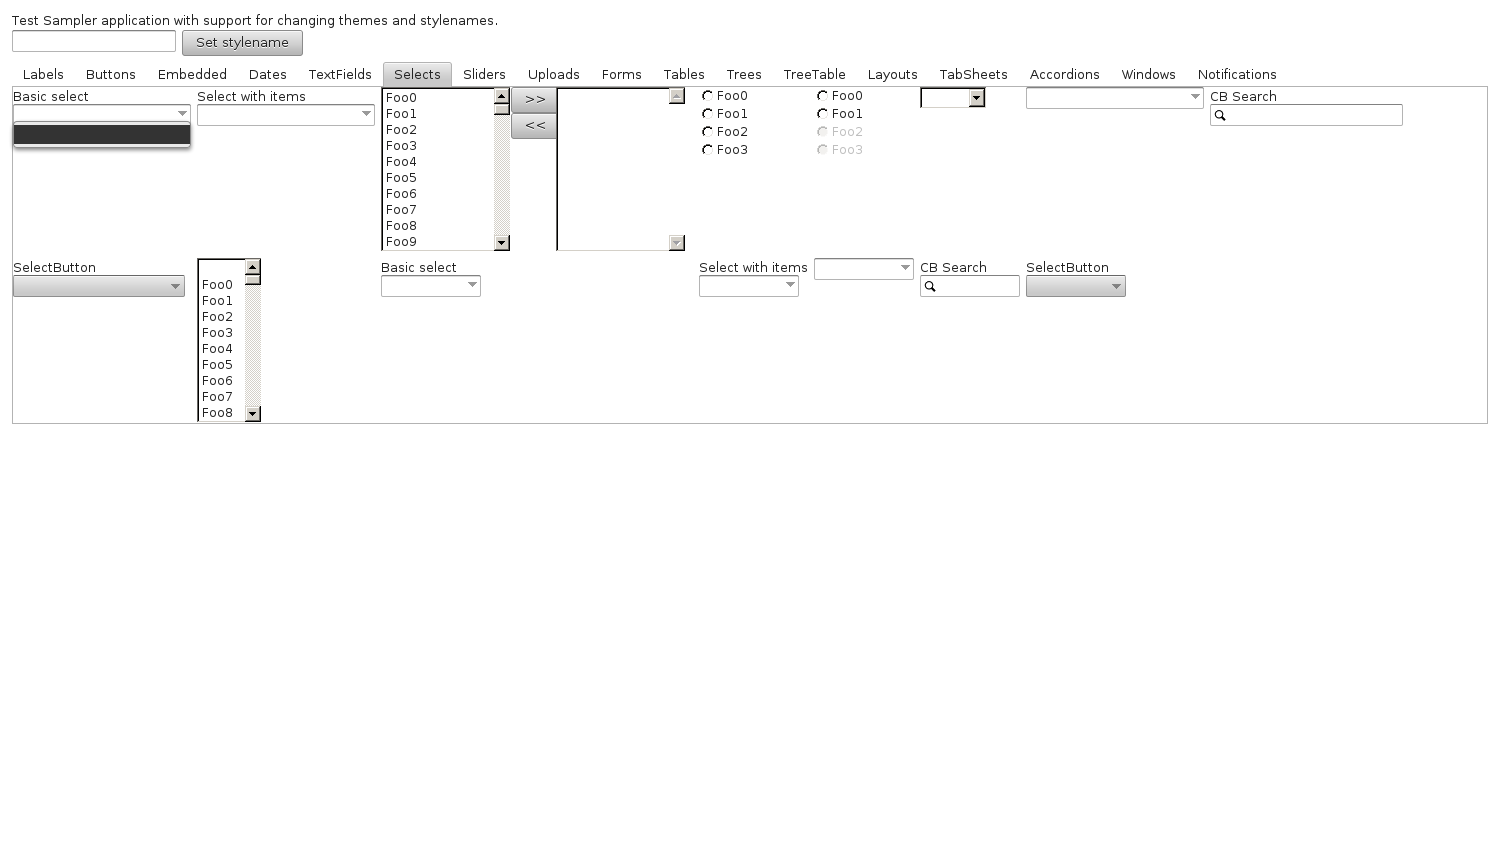 Test Sampler application with support for changing themes and stylenames.
Set stylename
Labels Buttons Embedded Dates TextFields Selects Sliders Uploads Forms Tables Trees TreeTable Layouts TabSheets Accordions Windows Notifications
Basic select
Select with items
Foo0
Foo1
Foo2
Foo3
Foo4
Foo5
Foo6
Foo7
Foo8
Foo9
>>
<<
Foo0
Foo1
Foo2
Foo3
Foo0
Foo1
Foo2
Foo3
CB Search
SelectButton
Foo0
Foo1
Foo2
Foo3
Foo4
Foo5
Foo6
Foo7
Foo8
Basic select
Select with items
CB Search
SelectButton